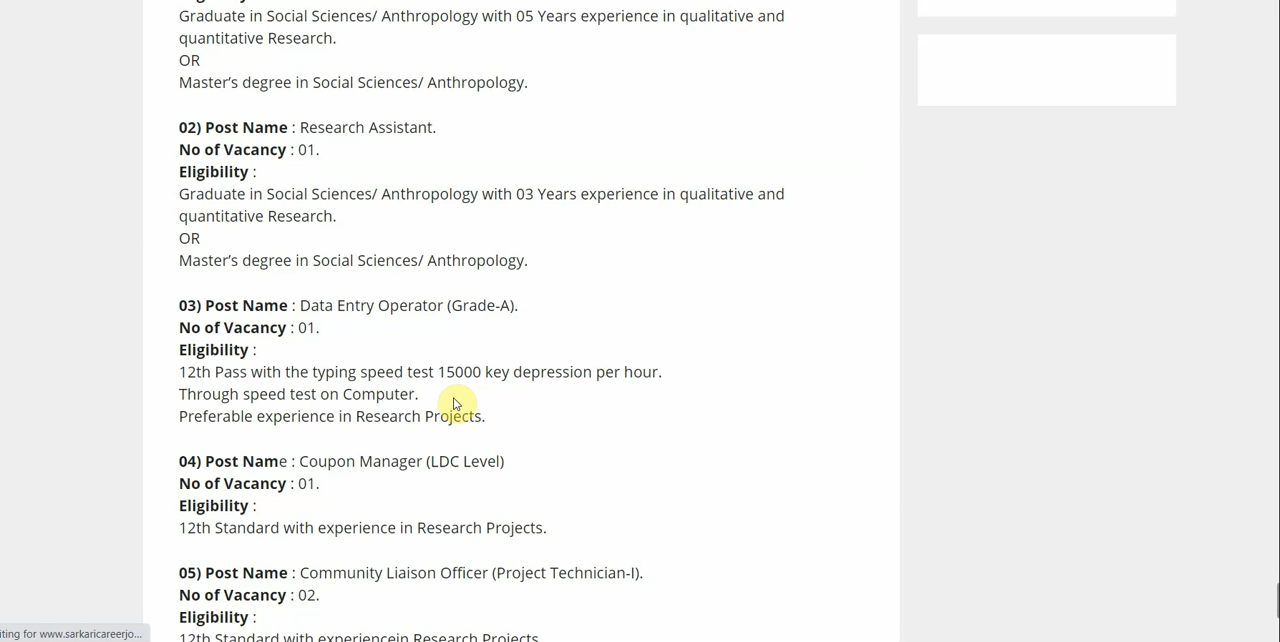 Graduate in Social Sciences/ Anthropology with 05 Years experience in qualitative and
quantitative Research.
OR
Master’s degree in Social Sciences/ Anthropology.
02) Post Name : Research Assistant.
No of Vacancy : 01.
Eligibility :
Graduate in Social Sciences/ Anthropology with 03 Years experience in qualitative and
quantitative Research.
OR
Master’s degree in Social Sciences/ Anthropology.
03) Post Name : Data Entry Operator (Grade-A).
No of Vacancy : 01.
Eligibility :
12th Pass with the typing speed test 15000 key depression per hour.
Through speed test on Computer.
Preferable experience in Research Projects.
04) Post Name : Coupon Manager (LDC Level)
No of Vacancy : 01.
Eligibility :
12th Standard with experience in Research Projects.
05) Post Name : Community Liaison Officer (Project Technician-I).
No of Vacancy : 02.
Eligibility :
12th Standard with experiencein Research Projects
iting for www.sarkaricareerjo...